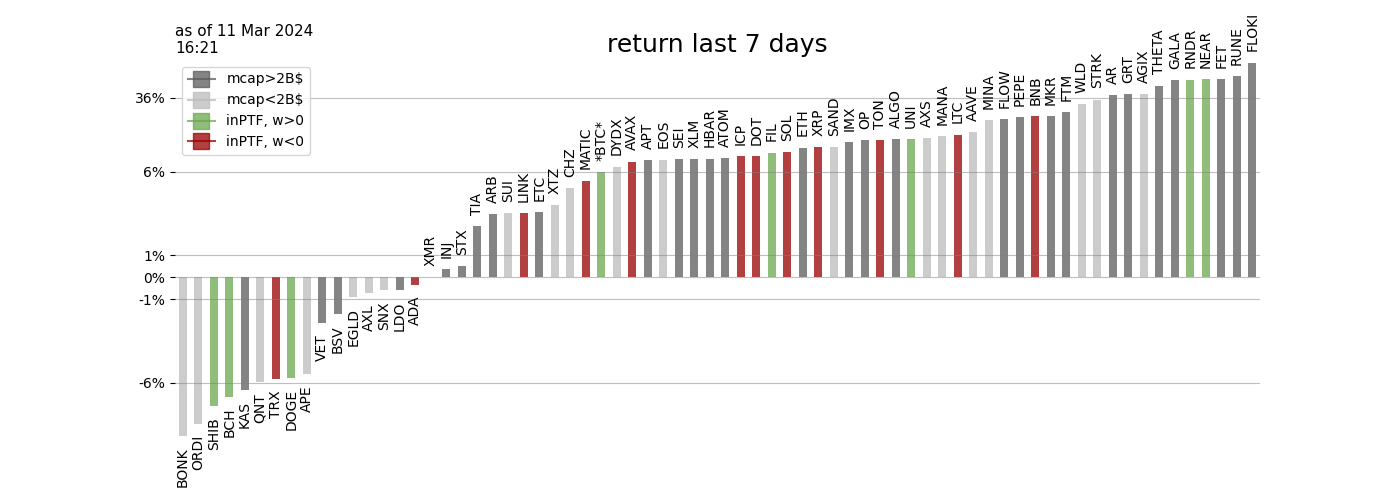 as of 11 Mar 2024
16:21
return last 7 days
mcap>2B$
mcap<2B$
inPTF, w>0
inPTF, w<0
36%
6%
1%
0%
-1%
-6%
BONK
ORDI
SHIB
BCH
KAS
QNT
TRX
DOGE
APE
VET
BSV
EGLD
AXL
SNX
LDO
ADA
XMR
INJ
STX
TIA
ARB
SUI
LINK
ETC
XTZ
CHZ
MATIC
*BTC*
DYDX
AVAX
APT
EOS
SEI
XLM
HBAR
ATOM
ICP
DOT
FIL
SOL
ETH
XRP
SAND
IMX
OP
TON
ALGO
UNI
AXS
MANA
LTC
AAVE
MINA
FLOW
PEPE
BNB
MKR
FTM
WLD
STRK
AR
GRT
AGIX
THETA
GALA
RNDR
NEAR
FET
RUNE
FLOKI